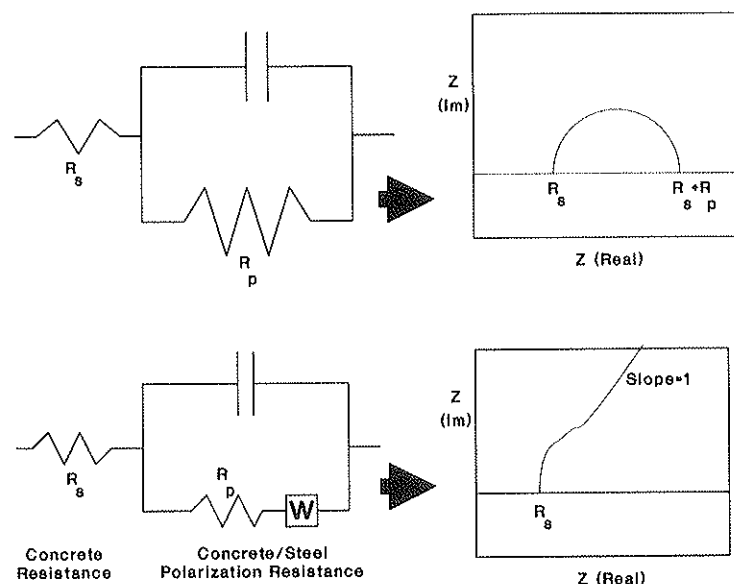 Z
(Im)
R
s
R
p
R
s
R +R
s p
Z (Real)
Z
(Im)
Slope=1
R
s
R
p
W
R
s
Z (Real)
Concrete
Resistance
Concrete/Steel
Polarization Resistance